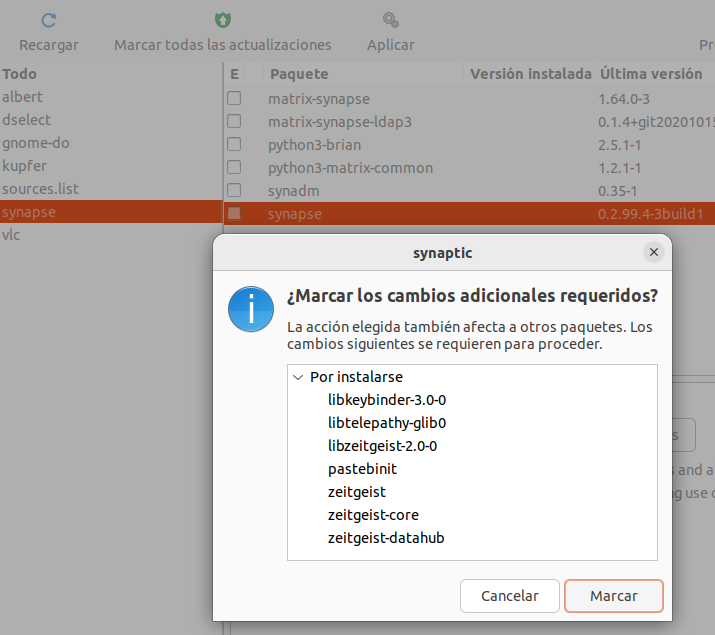 Recargar Marcar todas las actualizaciones Aplicar Pr
Todo
albert
dselect
gnome-do
kupfer
sources.list
synapse
vlc
E Paquete Versión instalada Última versión
matrix-synapse 1.64.0-3
matrix-synapse-ldap3 0.1.4+git2020101
python3-brian 2.5.1-1
python3-matrix-common 1.2.1-1
synadm 0.35-1
synapse 0.2.99.4-3build1
synaptic
¿Marcar los cambios adicionales requeridos?
La acción elegida también afecta a otros paquetes. Los
cambios siguientes se requieren para proceder.
Por instalarse
libkeybinder-3.0-0
libtelepathy-glib0
libzeitgeist-2.0-0
pastebinit
zeitgeist
zeitgeist-core
zeitgeist-datahub
Cancelar Marcar
s
s and a
ng use